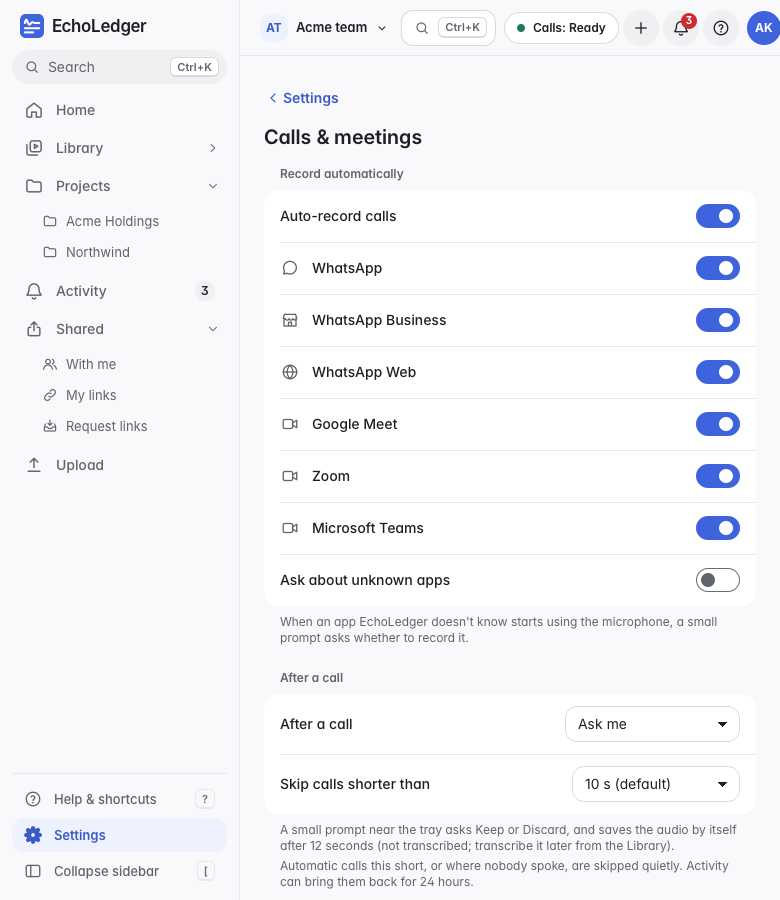 EchoLedger
Search
Ctrl+K
Home
Library
Projects
Acme Holdings
Northwind
Activity
3
Shared
With me
My links
Request links
Upload
Help & shortcuts
?
Settings
Collapse sidebar
[
AT
Acme team
Ctrl+K
Calls: Ready
3
AK
Settings
Calls & meetings
Record automatically
Auto-record calls
WhatsApp
WhatsApp Business
WhatsApp Web
Google Meet
Zoom
Microsoft Teams
Ask about unknown apps
When an app EchoLedger doesn't know starts using the microphone, a small
prompt asks whether to record it.
After a call
After a call
Ask me
Skip calls shorter than
10 s (default)
A small prompt near the tray asks Keep or Discard, and saves the audio by itself
after 12 seconds (not transcribed; transcribe it later from the Library).
Automatic calls this short, or where nobody spoke, are skipped quietly. Activity
can bring them back for 24 hours.